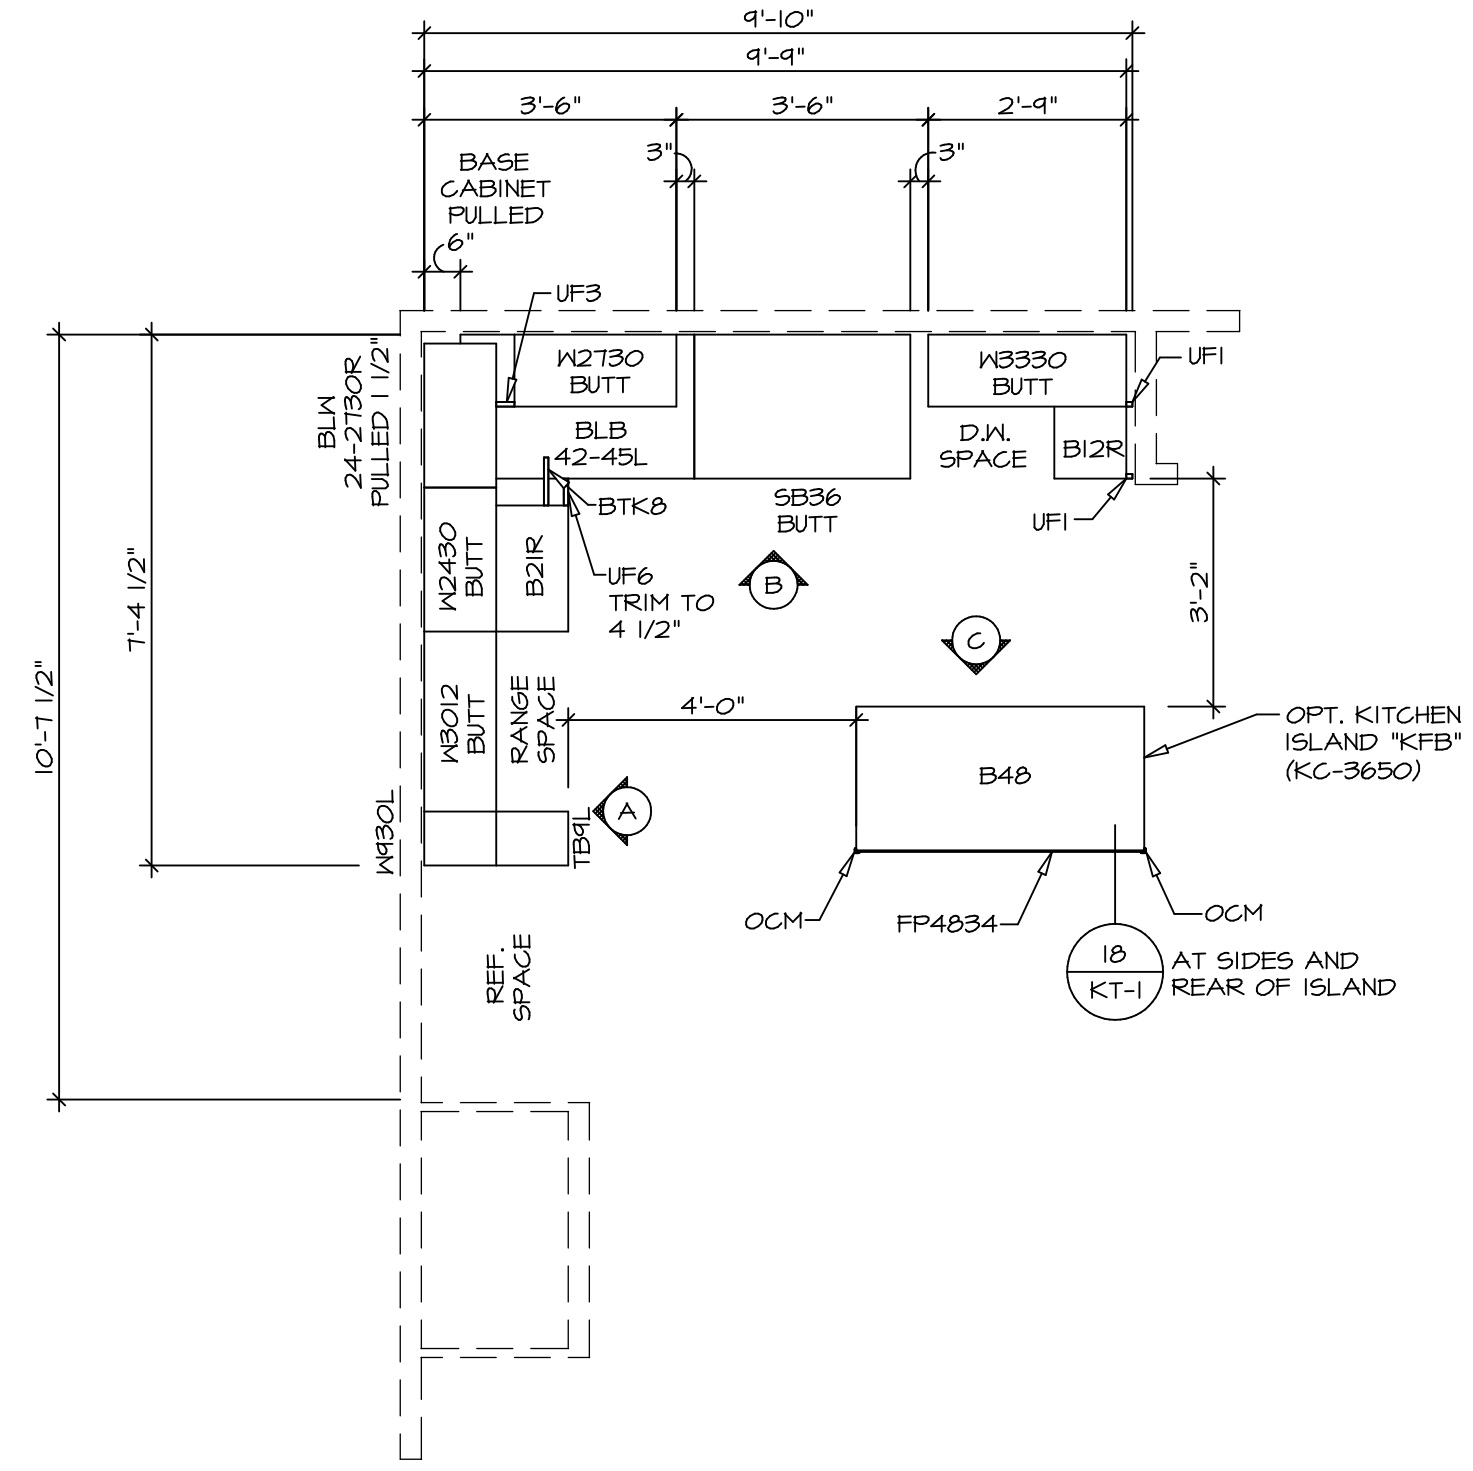 9'-10"
9'-9"
3'-6"
3'-6"
2'-9"
3"
3"
BASE
CABINET
PULLED
6"
UF3
BLW
24-2730R
PULLED 1 1/2"
W2730
BUTT
W3330
BUTT
UF1
BLB
42-45L
D.W.
SPACE
B12R
BTK8
SB36
BUTT
UF1
W2430
BUTT
B21R
UF6
TRIM TO
4 1/2"
B
C
3'-2"
7'-4 1/2"
10'-7 1/2"
W3012
BUTT
RANGE
SPACE
4'-0"
OPT. KITCHEN
ISLAND "KFB"
(KC-3650)
B48
W930L
TB9L
A
OCM
FP4834
OCM
REF.
SPACE
18
KT-1
AT SIDES AND
REAR OF ISLAND